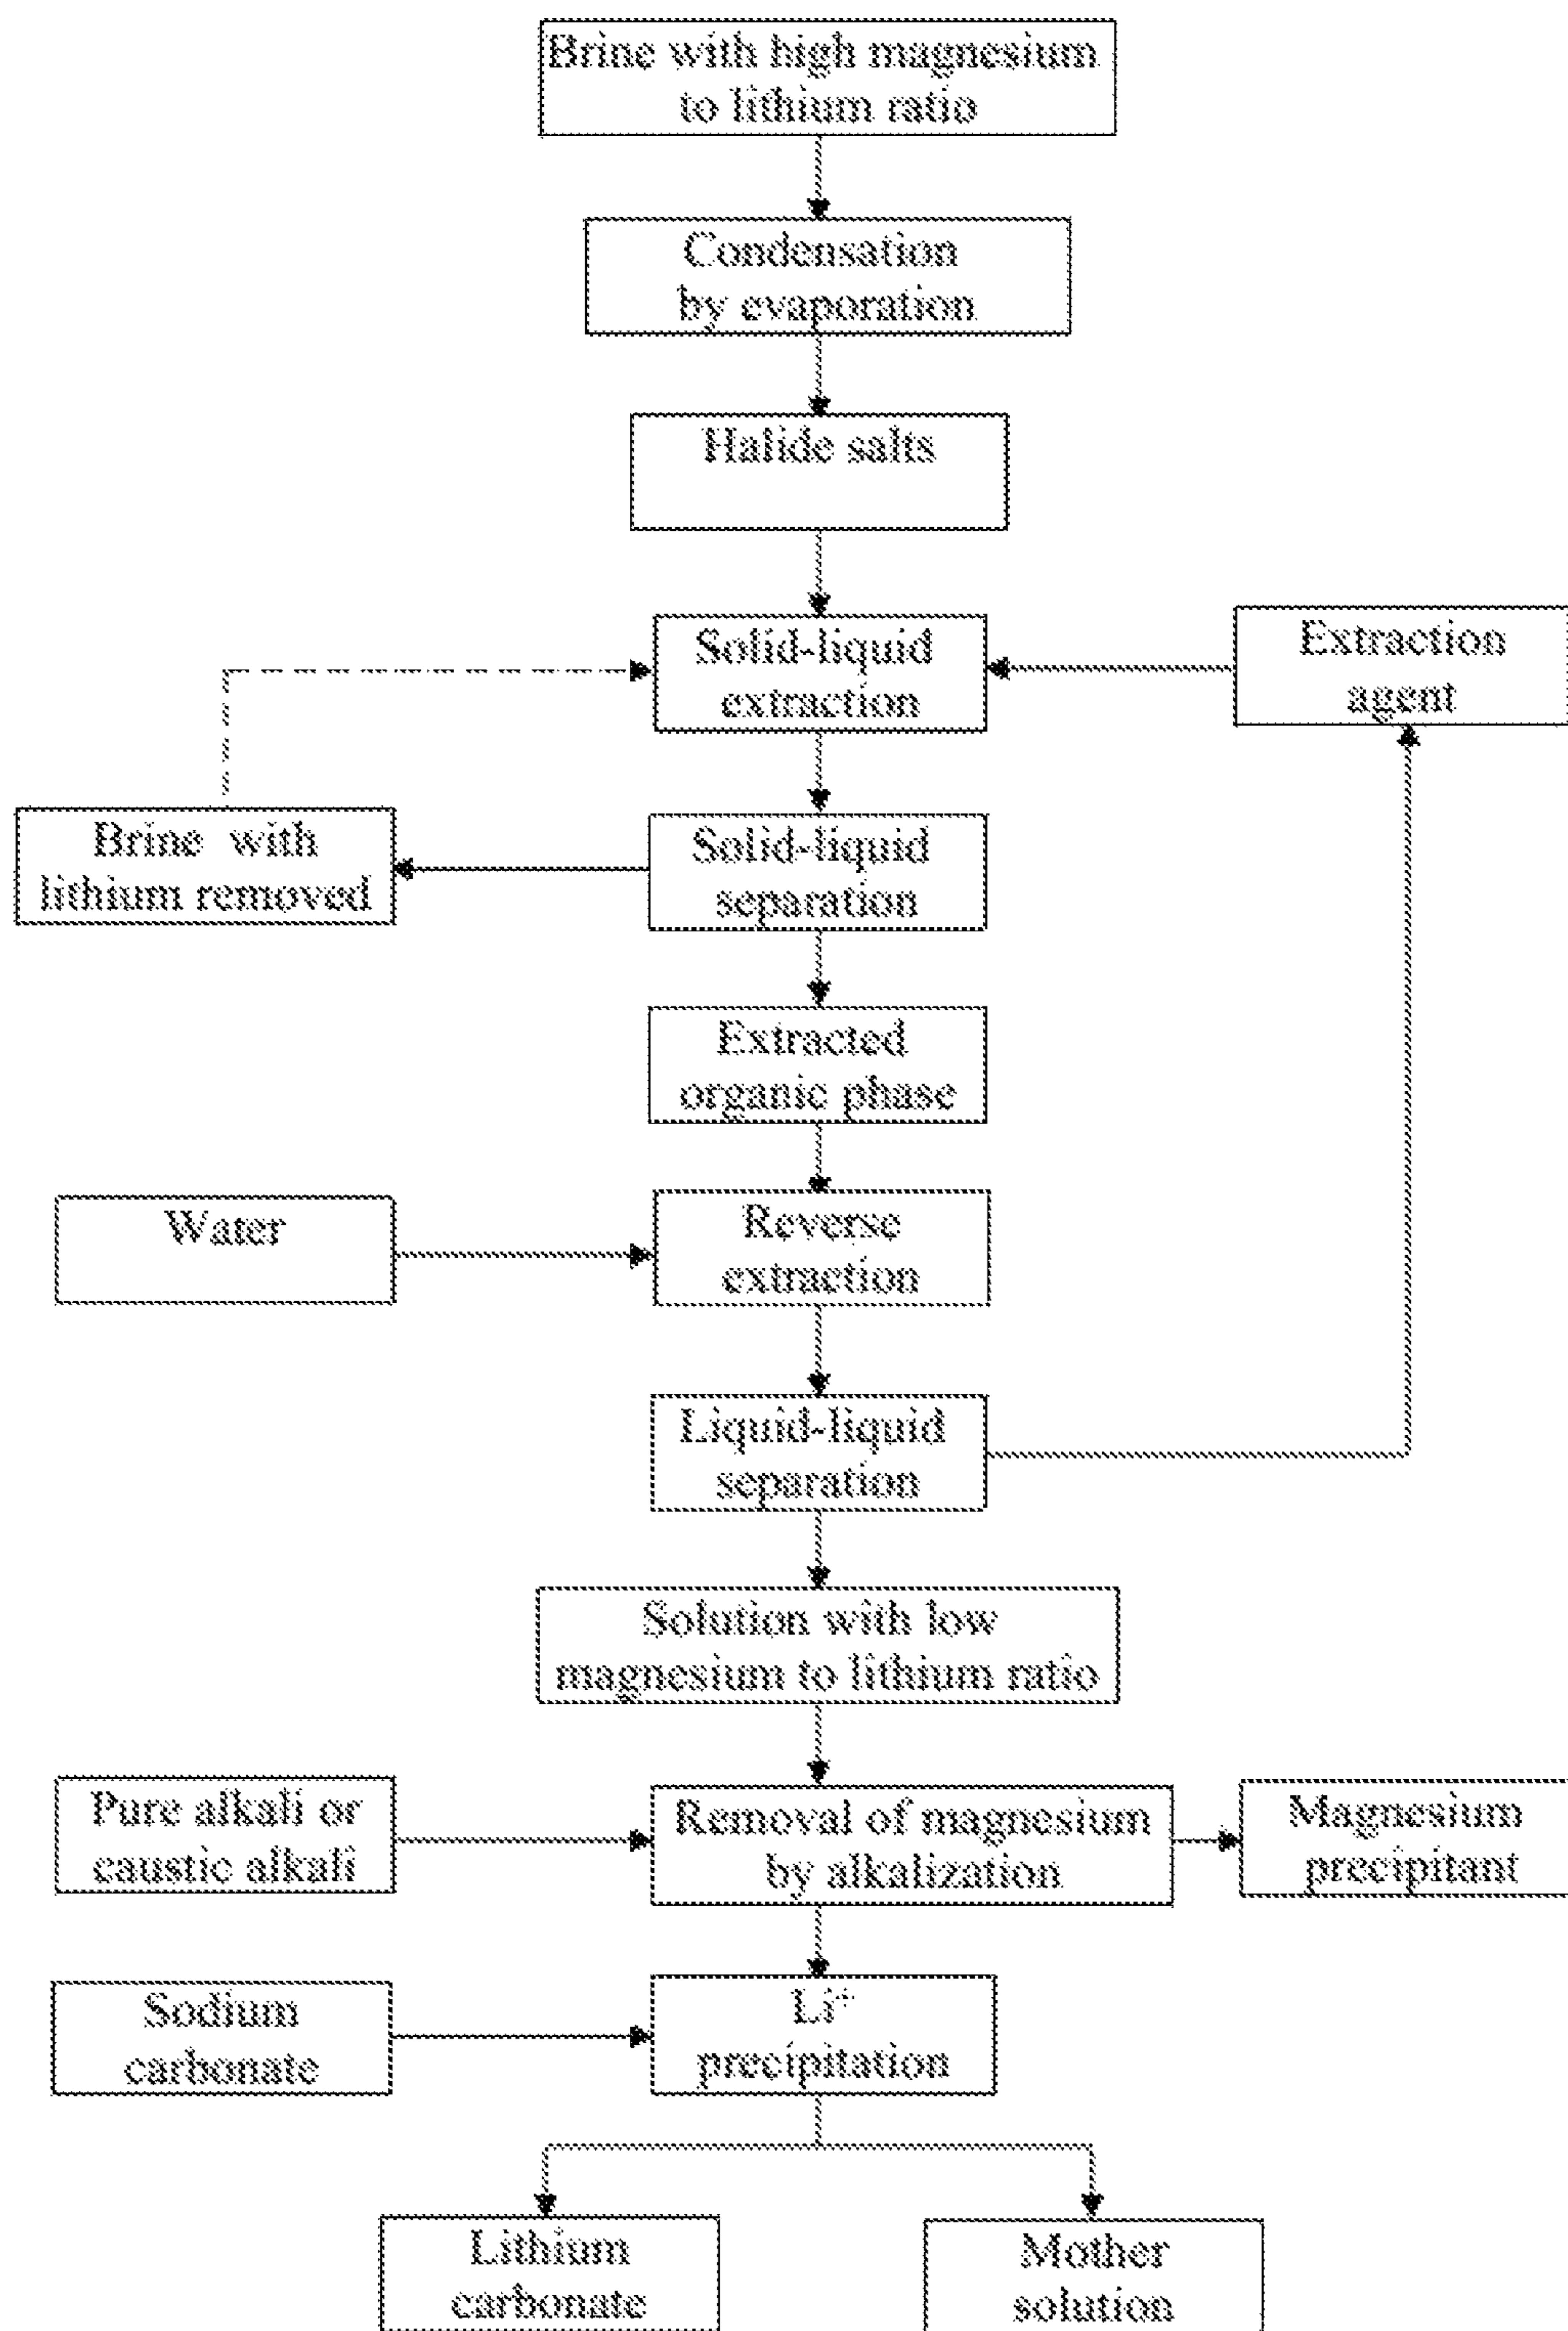 Brine with high magnesium
to lithium ratio
Condensation
by evaporation
Halide salts
Solid-liquid
extraction
Extraction
agent
Brine with
lithium removed
Solid-liquid
separation
Extracted
organic phase
Water
Reverse
extraction
Liquid-liquid
separation
Solution with low
magnesium to lithium ratio
Pure alkali or
caustic alkali
Removal of magnesium
by alkalization
Magnesium
precipitant
Sodium
carbonate
Li⁺
precipitation
Lithium
carbonate
Mother
solution